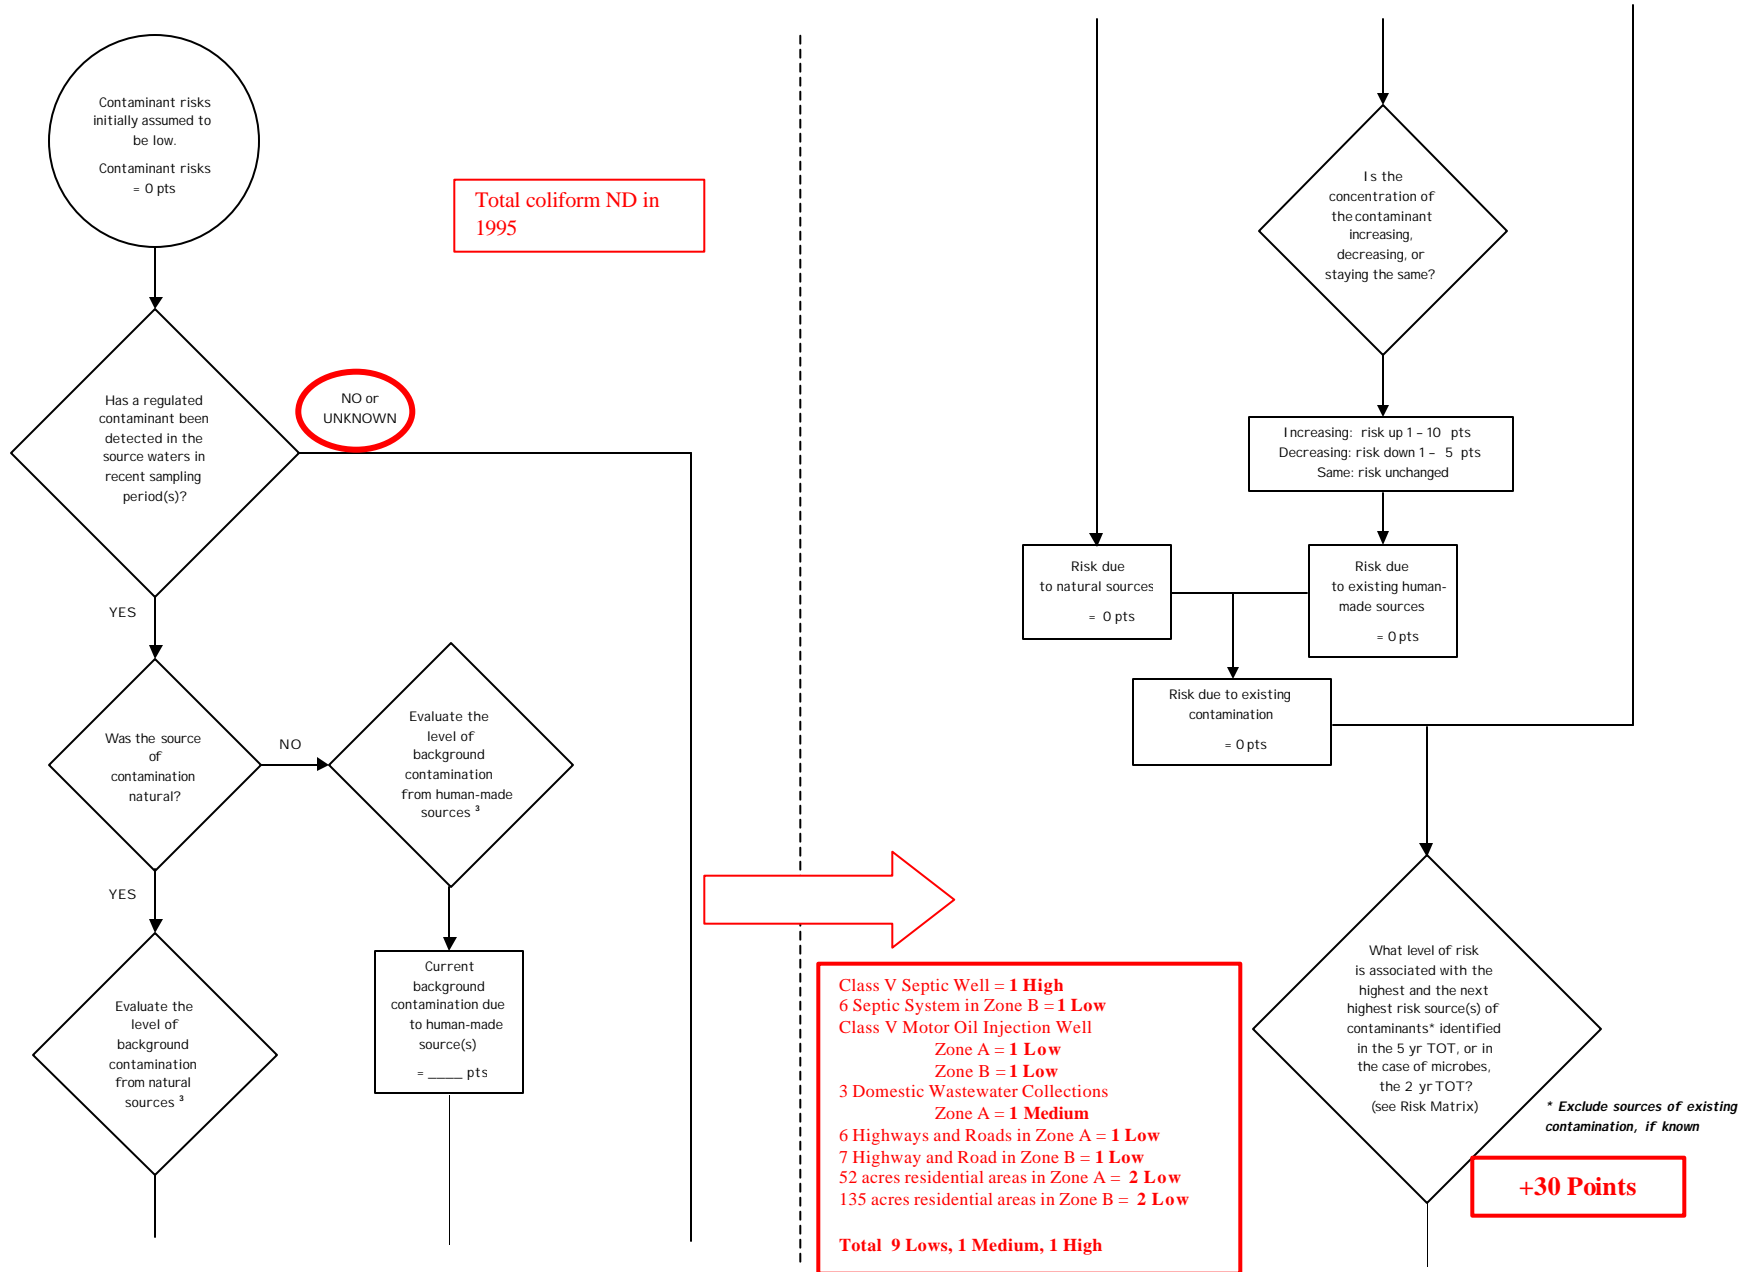 Contaminant risks
initially assumed to
be low.
Contaminant risks
= 0 pts
Total coliform ND in
1995
Has a regulated
contaminant been
detected in the
source waters in
recent sampling
period(s)?
NO or
UNKNOWN
YES
Was the source
of
contamination
natural?
NO
Evaluate the
level of
background
contamination
from human-made
sources ³
YES
Evaluate the
level of
background
contamination
from natural
sources ³
Current
background
contamination due
to human-made
source(s)
= ____ pts
Is the
concentration of
the contaminant
increasing,
decreasing, or
staying the same?
Increasing: risk up 1 – 10 pts
Decreasing: risk down 1 – 5 pts
Same: risk unchanged
Risk due
to natural sources
= 0 pts
Risk due
to existing human-
made sources
= 0 pts
Risk due to existing
contamination
= 0 pts
What level of risk
is associated with the
highest and the next
highest risk source(s) of
contaminants* identified
in the 5 yr TOT, or in
the case of microbes,
the 2 yr TOT?
(see Risk Matrix)
* Exclude sources of existing
contamination, if known
+30 Points
Class V Septic Well = 1 High
6 Septic System in Zone B = 1 Low
Class V Motor Oil Injection Well
Zone A = 1 Low
Zone B = 1 Low
3 Domestic Wastewater Collections
Zone A = 1 Medium
6 Highways and Roads in Zone A = 1 Low
7 Highway and Road in Zone B = 1 Low
52 acres residential areas in Zone A = 2 Low
135 acres residential areas in Zone B = 2 Low
Total 9 Lows, 1 Medium, 1 High